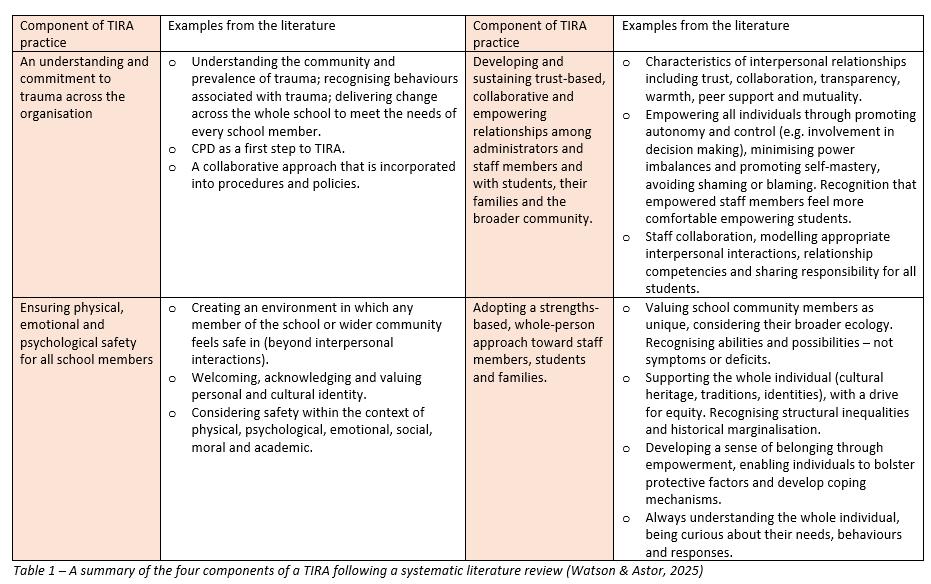 Component of TIRA
practice
Examples from the literature
Component of TIRA
practice
Examples from the literature
An understanding and
commitment to
trauma across the
organisation
o Understanding the community and
prevalence of trauma; recognising behaviours
associated with trauma; delivering change
across the whole school to meet the needs of
every school member.
o CPD as a first step to TIRA.
o A collaborative approach that is incorporated
into procedures and policies.
Developing and
sustaining trust-based,
collaborative and
empowering
relationships among
administrators and
staff members and
with students, their
families and the
broader community.
o Characteristics of interpersonal relationships
including trust, collaboration, transparency,
warmth, peer support and mutuality.
o Empowering all individuals through promoting
autonomy and control (e.g. involvement in
decision making), minimising power
imbalances and promoting self-mastery,
avoiding shaming or blaming. Recognition that
empowered staff members feel more
comfortable empowering students.
o Staff collaboration, modelling appropriate
interpersonal interactions, relationship
competencies and sharing responsibility for all
students.
Ensuring physical,
emotional and
psychological safety
for all school members
o Creating an environment in which any
member of the school or wider community
feels safe in (beyond interpersonal
interactions).
o Welcoming, acknowledging and valuing
personal and cultural identity.
o Considering safety within the context of
physical, psychological, emotional, social,
moral and academic.
Adopting a strengths-
based, whole-person
approach toward staff
members, students
and families.
o Valuing school community members as
unique, considering their broader ecology.
Recognising abilities and possibilities – not
symptoms or deficits.
o Supporting the whole individual (cultural
heritage, traditions, identities), with a drive
for equity. Recognising structural inequalities
and historical marginalisation.
o Developing a sense of belonging through
empowerment, enabling individuals to bolster
protective factors and develop coping
mechanisms.
o Always understanding the whole individual,
being curious about their needs, behaviours
and responses.
Table 1 – A summary of the four components of a TIRA following a systematic literature review (Watson & Astor, 2025)